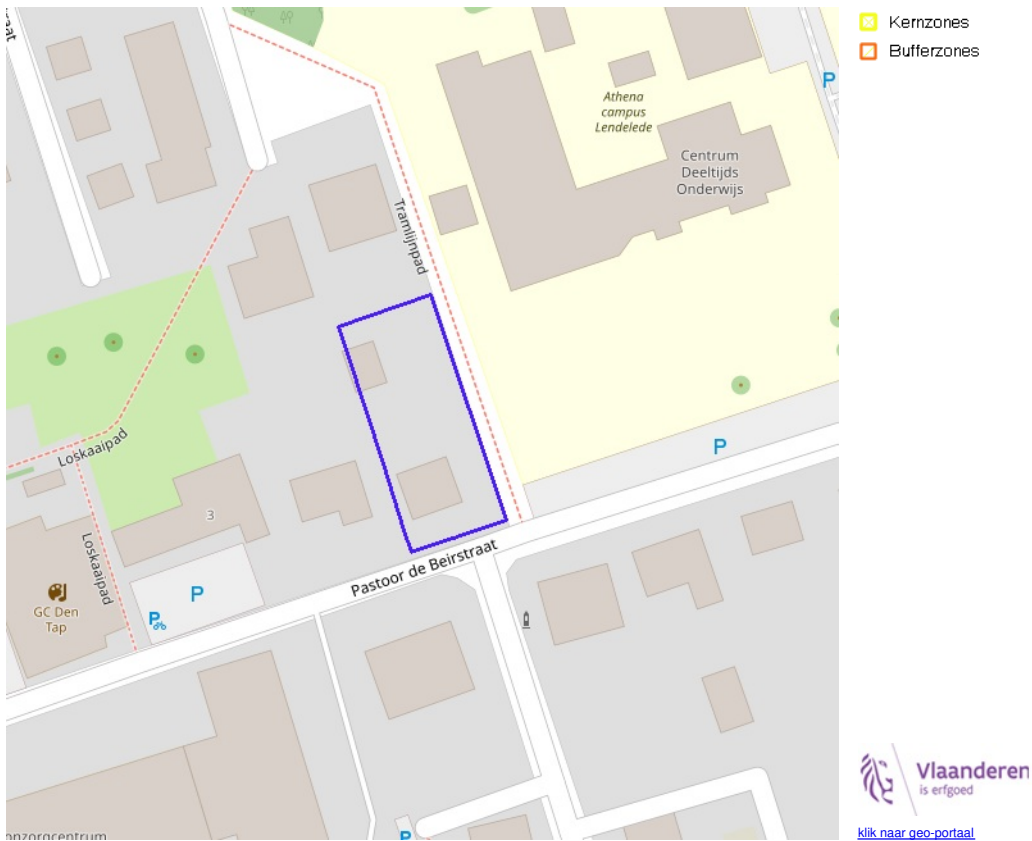 Kernzones
Bufferzones
P
Athena
campus
Lendelede
Centrum
Deeltijds
Onderwijs
Tramlijnpad
P
Loskaaipad
3
Loskaaipad
Pastoor de Beirstraat
P
GC Den
Tap
P
Vlaanderen
is erfgoed
klik naar geo-portaal
P